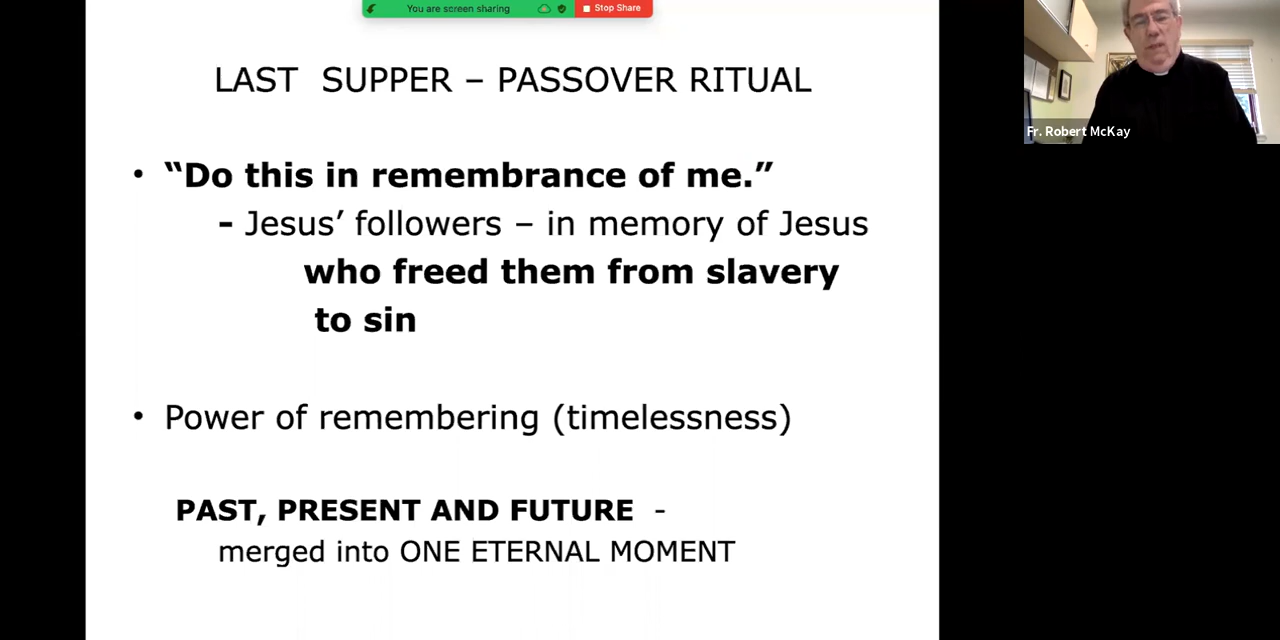 You are screen sharing
Stop Share
LAST SUPPER – PASSOVER RITUAL
• “Do this in remembrance of me.”
- Jesus’ followers – in memory of Jesus
who freed them from slavery
to sin
• Power of remembering (timelessness)
PAST, PRESENT AND FUTURE -
merged into ONE ETERNAL MOMENT
Fr. Robert McKay